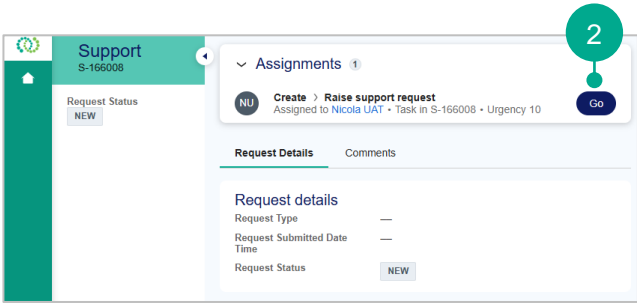 2
Support
S-166008
Request Status
NEW
Assignments 1
NU
Create > Raise support request
Assigned to Nicola UAT • Task in S-166008 • Urgency 10
Go
Request Details Comments
Request details
Request Type —
Request Submitted Date Time —
Request Status NEW